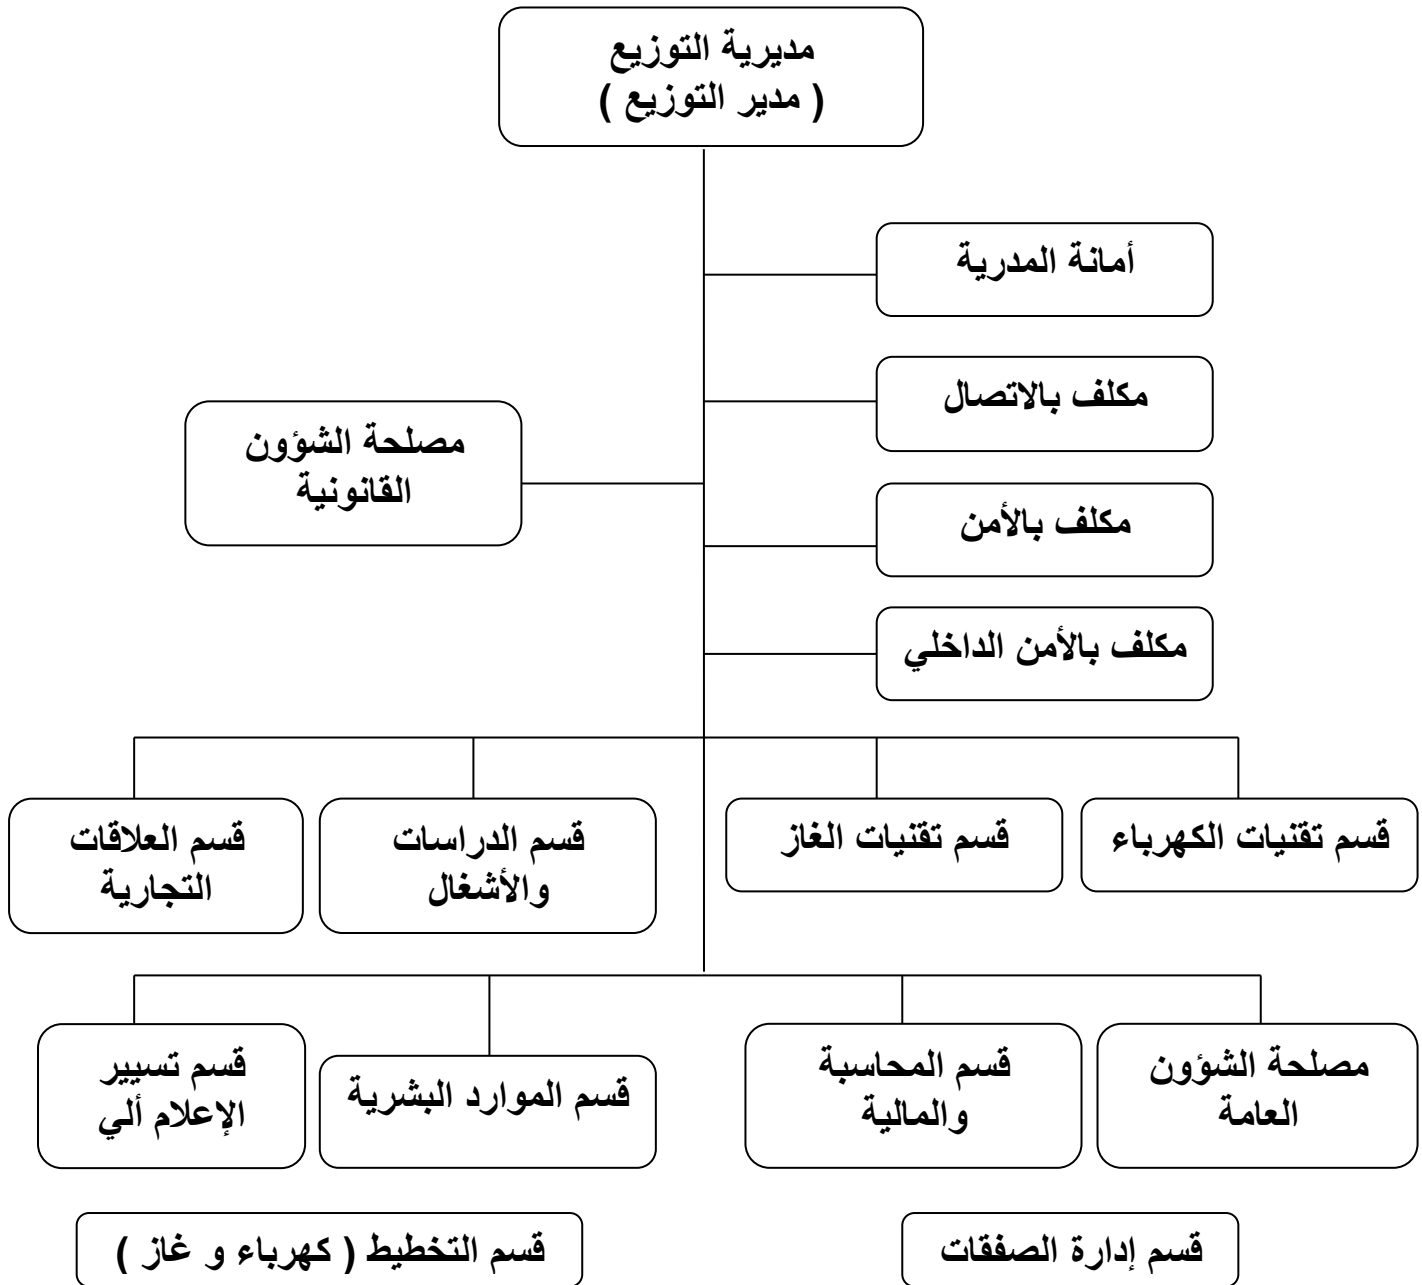 مديرية التوزيع
( مدير التوزيع )
أمانة المدرية
مكلف بالاتصال
مصلحة الشؤون
القانونية
مكلف بالأمن
مكلف بالأمن الداخلي
قسم تقنيات الكهرباء
قسم تقنيات الغاز
قسم الدراسات
والأشغال
قسم العلاقات
التجارية
مصلحة الشؤون
العامة
قسم المحاسبة
والمالية
قسم الموارد البشرية
قسم تسيير
الإعلام ألي
قسم إدارة الصفقات
قسم التخطيط ( كهرباء و غاز )